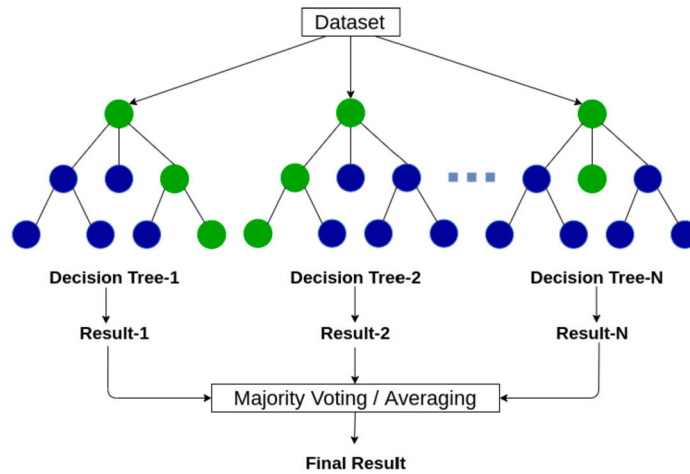 Dataset
Decision Tree-1
Decision Tree-2
Decision Tree-N
Result-1
Result-2
Result-N
Majority Voting / Averaging
Final Result